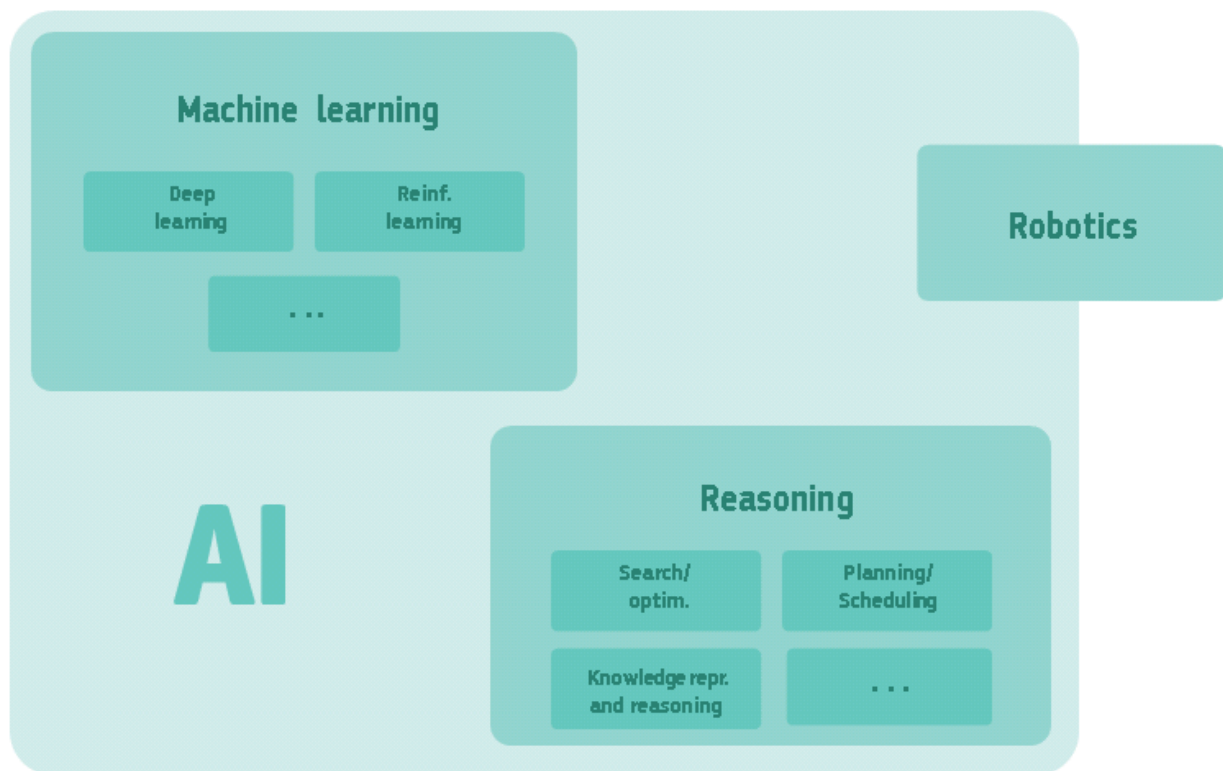 Machine learning
Deep
learning
Reinf.
learning
...
Robotics
AI
Reasoning
Search/
optim.
Planning/
Scheduling
Knowledge repr.
and reasoning
...